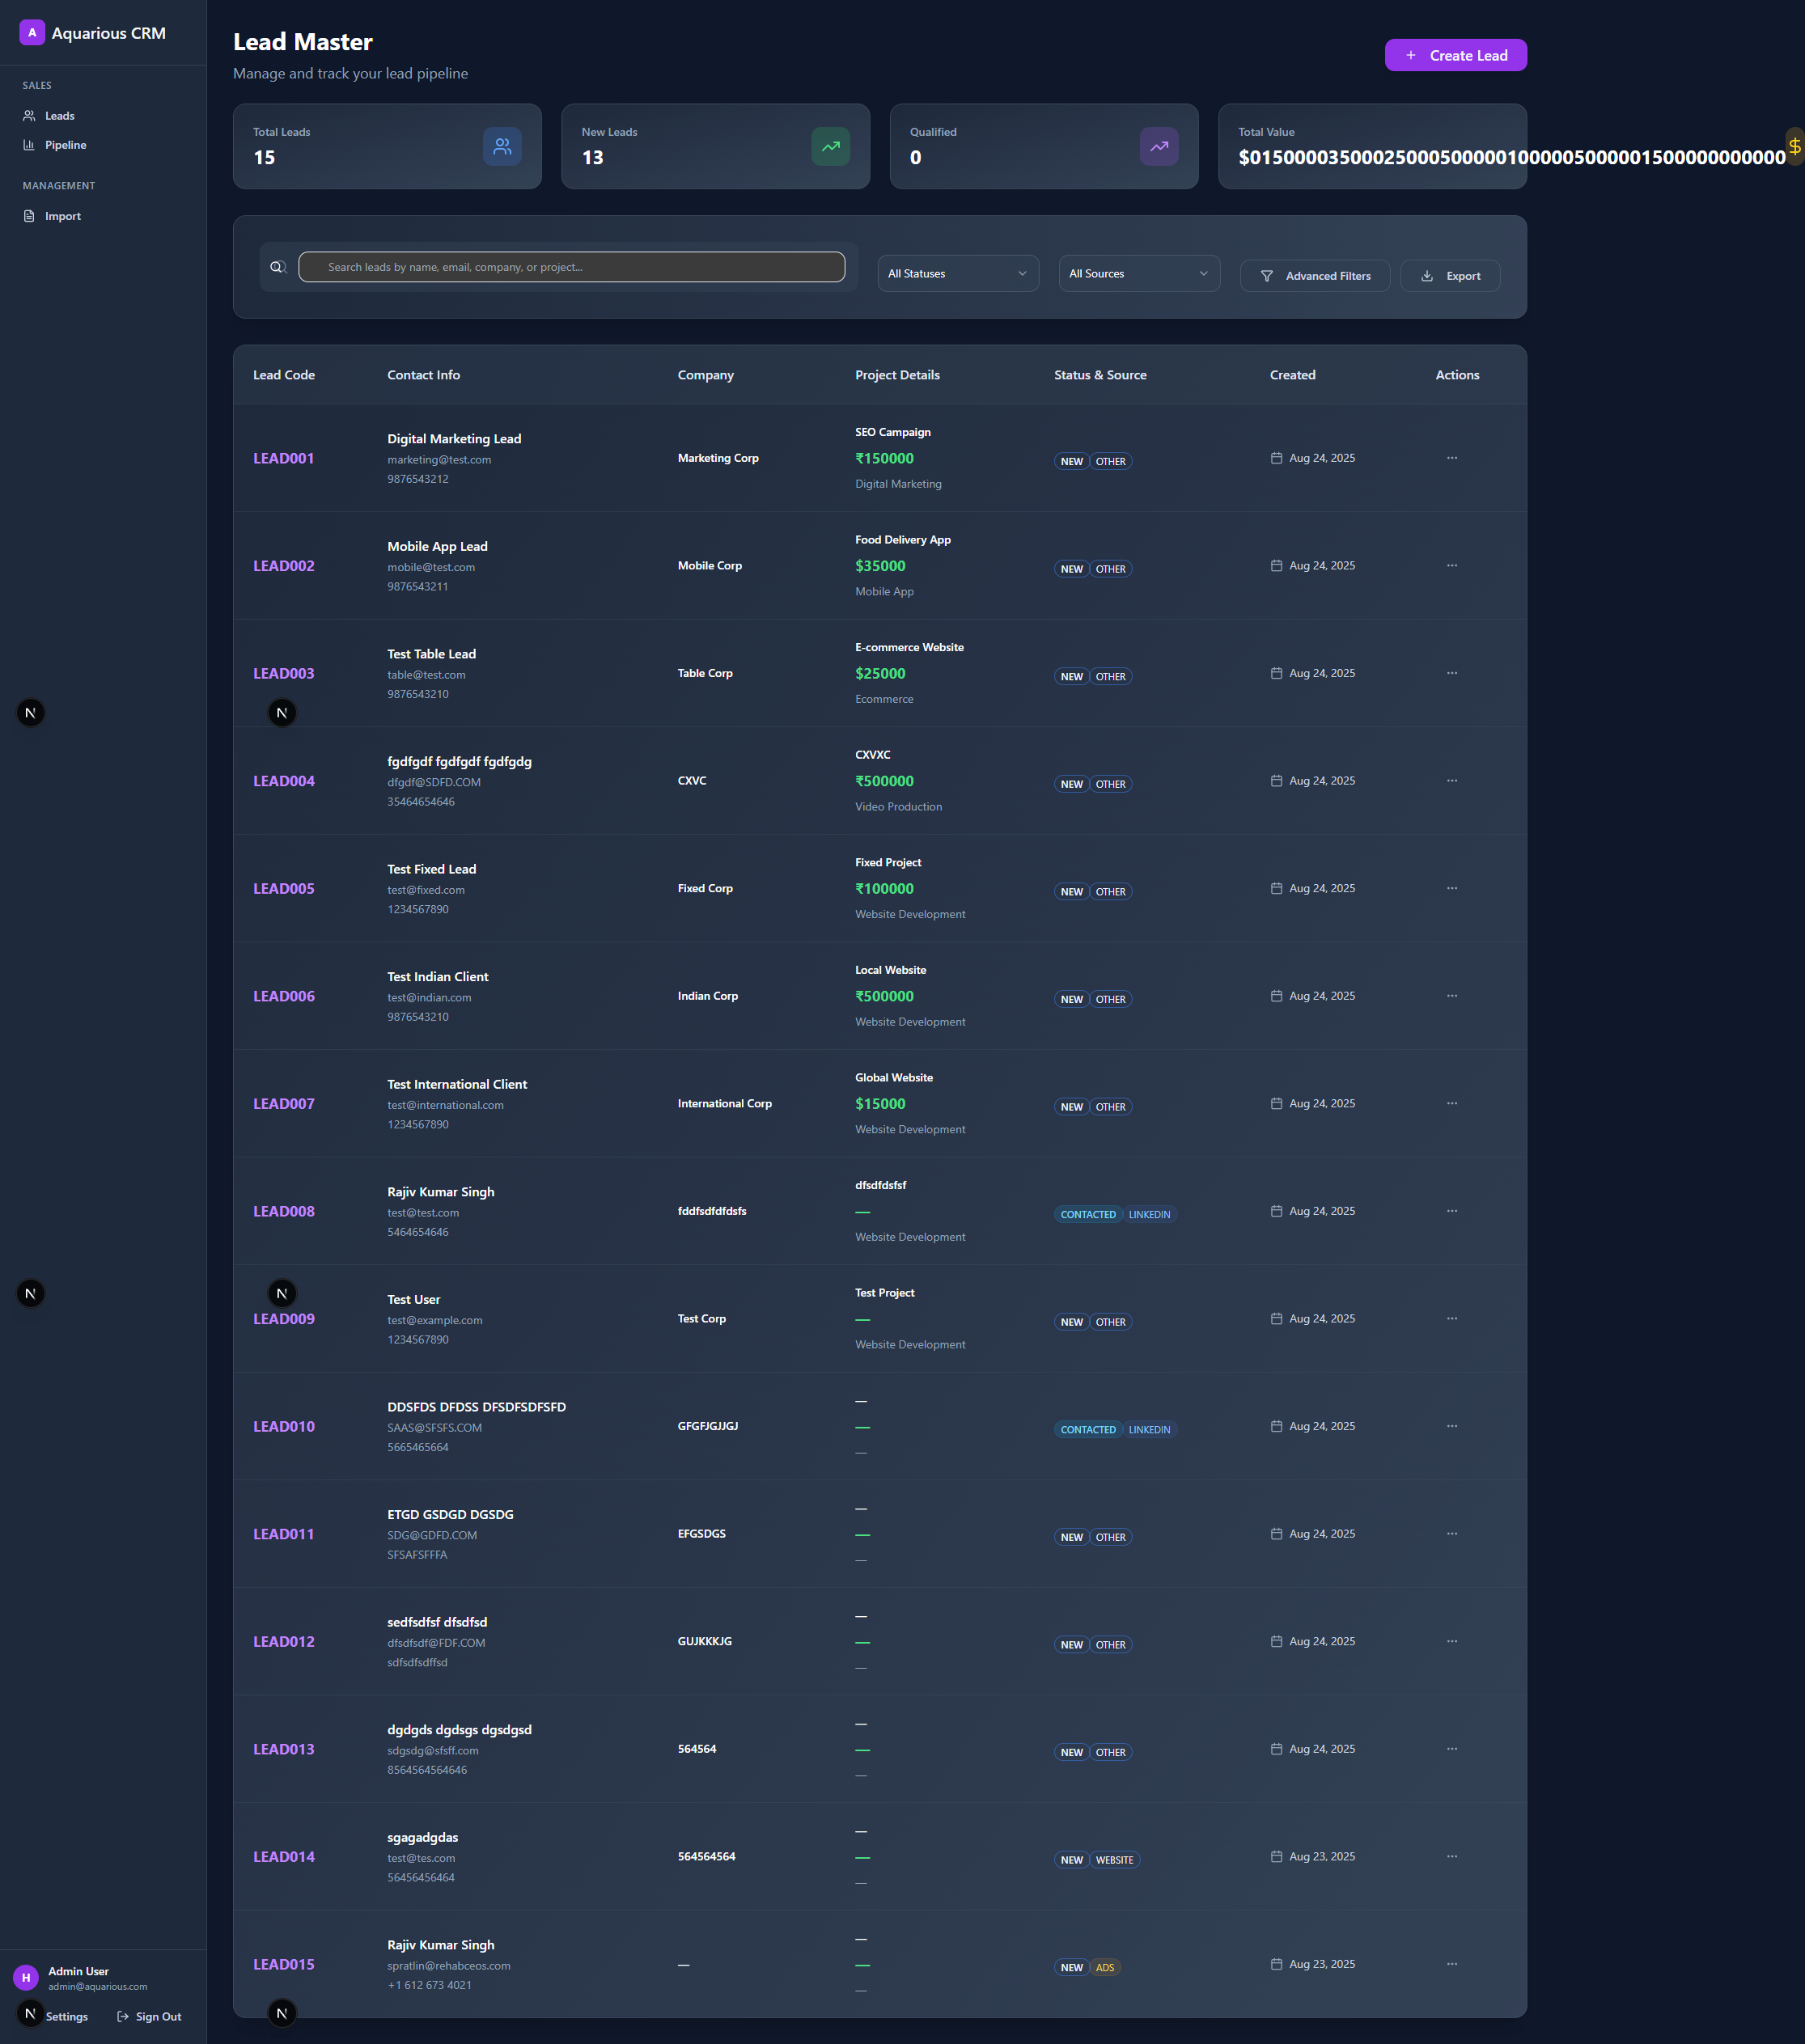 A Aquarious CRM
SALES
Leads
Pipeline
MANAGEMENT
Import
Lead Master
Manage and track your lead pipeline
+ Create Lead
Total Leads
15
New Leads
13
Qualified
0
Total Value
$0150000350002500050000010000050000015000000000000
Search leads by name, email, company, or project...
All Statuses
All Sources
Advanced Filters
Export
Lead Code Contact Info Company Project Details Status & Source Created Actions
LEAD001
Digital Marketing Lead
marketing@test.com
9876543212
Marketing Corp
SEO Campaign
₹150000
Digital Marketing
NEW OTHER
Aug 24, 2025
LEAD002
Mobile App Lead
mobile@test.com
9876543211
Mobile Corp
Food Delivery App
$35000
Mobile App
NEW OTHER
Aug 24, 2025
LEAD003
Test Table Lead
table@test.com
9876543210
Table Corp
E-commerce Website
$25000
Ecommerce
NEW OTHER
Aug 24, 2025
N
N
LEAD004
fgdfgdf fgdfgdf fgdfgdg
dfgdf@SDFD.COM
35464654646
CXVC
CXVXC
₹500000
Video Production
NEW OTHER
Aug 24, 2025
LEAD005
Test Fixed Lead
test@fixed.com
1234567890
Fixed Corp
Fixed Project
₹100000
Website Development
NEW OTHER
Aug 24, 2025
LEAD006
Test Indian Client
test@indian.com
9876543210
Indian Corp
Local Website
₹500000
Website Development
NEW OTHER
Aug 24, 2025
LEAD007
Test International Client
test@international.com
1234567890
International Corp
Global Website
$15000
Website Development
NEW OTHER
Aug 24, 2025
LEAD008
Rajiv Kumar Singh
test@test.com
5464654646
fddfsdfdfdsfs
dfsdfdsfsf
—
Website Development
CONTACTED LINKEDIN
Aug 24, 2025
N
N
LEAD009
Test User
test@example.com
1234567890
Test Corp
Test Project
—
Website Development
NEW OTHER
Aug 24, 2025
LEAD010
DDSFDS DFDSS DFSDFSDFSFD
SAAS@SFSFS.COM
5665465664
GFGFJGJJGJ
—
—
—
CONTACTED LINKEDIN
Aug 24, 2025
LEAD011
ETGD GSDGD DGSDG
SDG@GDFD.COM
SFSAFSFFFA
EFGSDGS
—
—
—
NEW OTHER
Aug 24, 2025
LEAD012
sedfsdfsf dfsdfsd
dfsdfsdf@FDF.COM
sdfsdfsdffsd
GUJKKKJG
—
—
—
NEW OTHER
Aug 24, 2025
LEAD013
dgdgds dgdsgs dgsdgsd
sdgsdg@sfsff.com
8564564564646
564564
—
—
—
NEW OTHER
Aug 24, 2025
LEAD014
sgagadgdas
test@tes.com
56456456464
564564564
—
—
—
NEW WEBSITE
Aug 23, 2025
LEAD015
Rajiv Kumar Singh
spratlin@rehabceos.com
+1 612 673 4021
—
—
—
—
NEW ADS
Aug 23, 2025
H
Admin User
admin@aquarious.com
N Settings
Sign Out
N